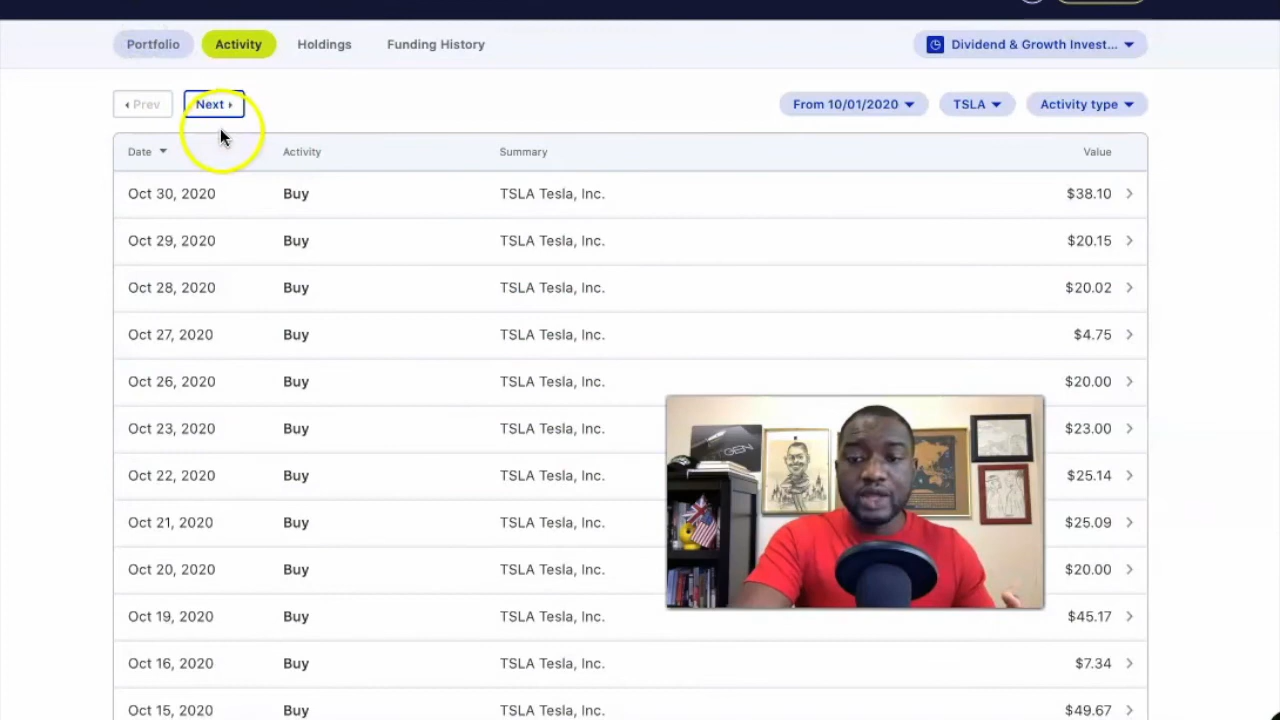 Portfolio Activity Holdings Funding History Dividend & Growth Invest...
Prev Next From 10/01/2020 TSLA Activity type
Date Activity Summary Value
Oct 30, 2020 Buy TSLA Tesla, Inc. $38.10
Oct 29, 2020 Buy TSLA Tesla, Inc. $20.15
Oct 28, 2020 Buy TSLA Tesla, Inc. $20.02
Oct 27, 2020 Buy TSLA Tesla, Inc. $4.75
Oct 26, 2020 Buy TSLA Tesla, Inc. $20.00
Oct 23, 2020 Buy TSLA Tesla, Inc. $23.00
Oct 22, 2020 Buy TSLA Tesla, Inc. $25.14
Oct 21, 2020 Buy TSLA Tesla, Inc. $25.09
Oct 20, 2020 Buy TSLA Tesla, Inc. $20.00
Oct 19, 2020 Buy TSLA Tesla, Inc. $45.17
Oct 16, 2020 Buy TSLA Tesla, Inc. $7.34
Oct 15, 2020 Buy TSLA Tesla, Inc. $49.67